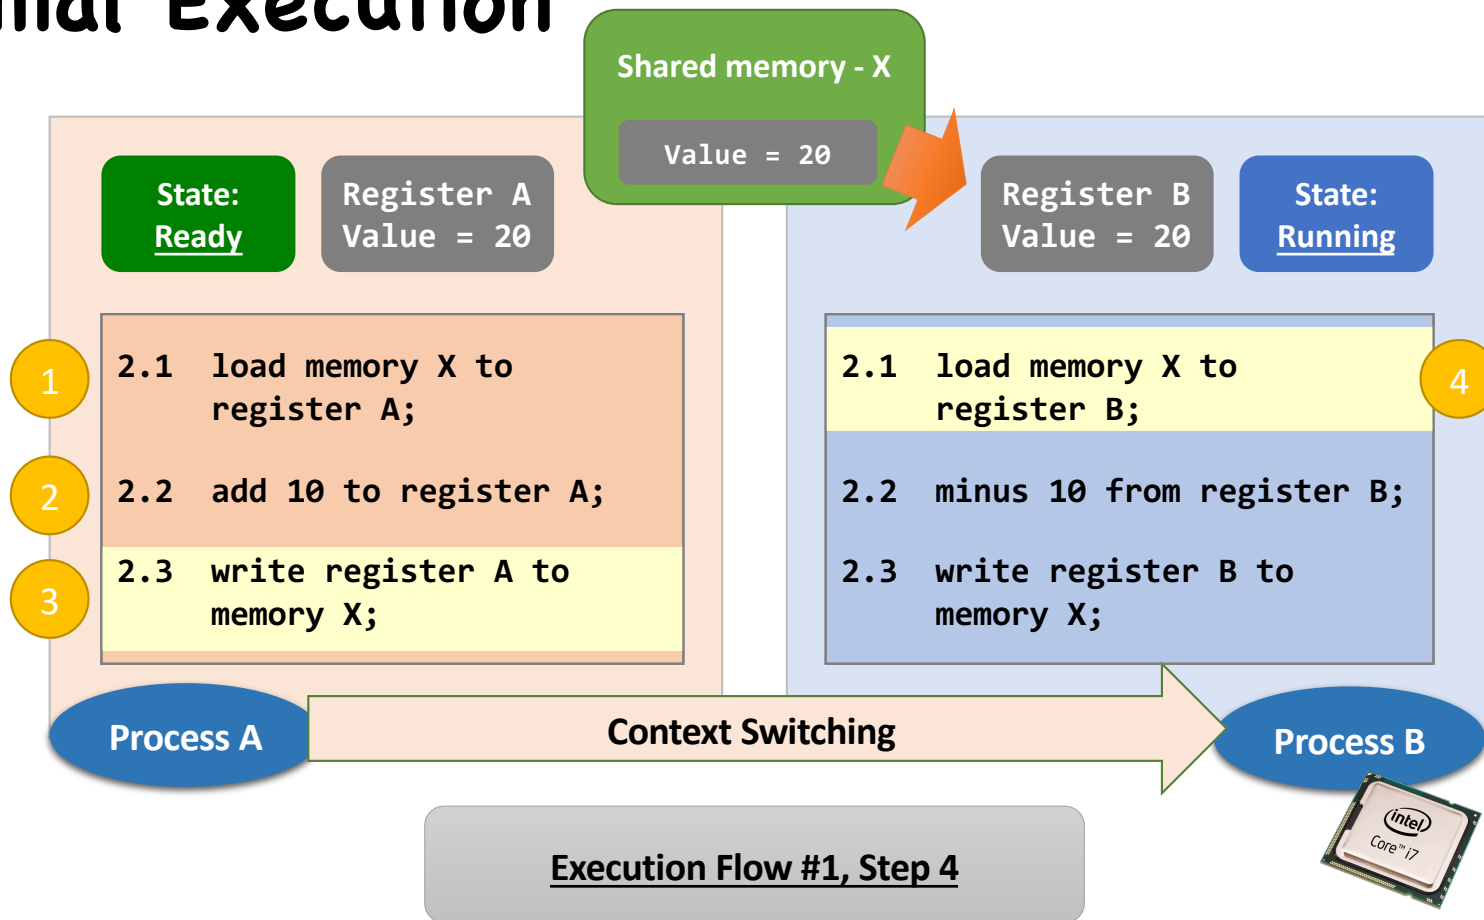 Execution
Shared memory - X
Value = 20
State:
Ready
Register A
Value = 20
Register B
Value = 20
State:
Running
1
2.1 load memory X to
register A;
2
2.2 add 10 to register A;
3
2.3 write register A to
memory X;
2.1 load memory X to
register B;
4
2.2 minus 10 from register B;
2.3 write register B to
memory X;
Process A
Context Switching
Process B
intel
Core™ i7
Execution Flow #1, Step 4